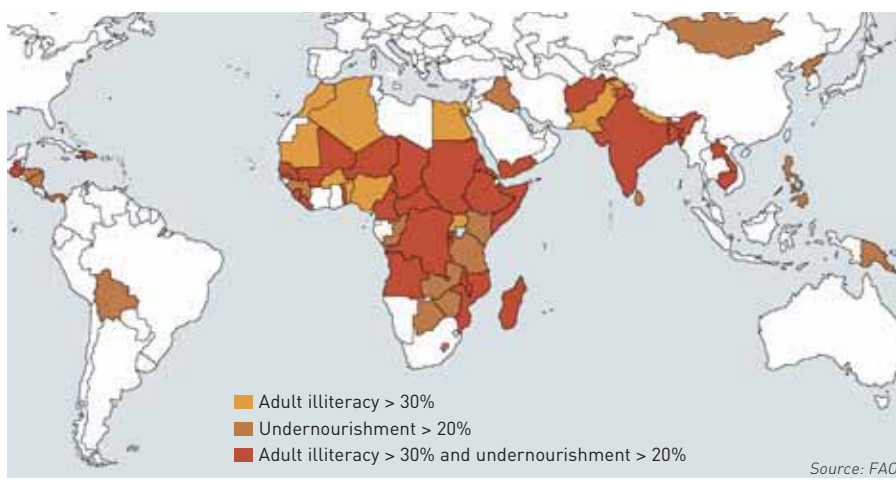 Adult illiteracy > 30%
Undernourishment > 20%
Adult illiteracy > 30% and undernourishment > 20%
Source: FAO